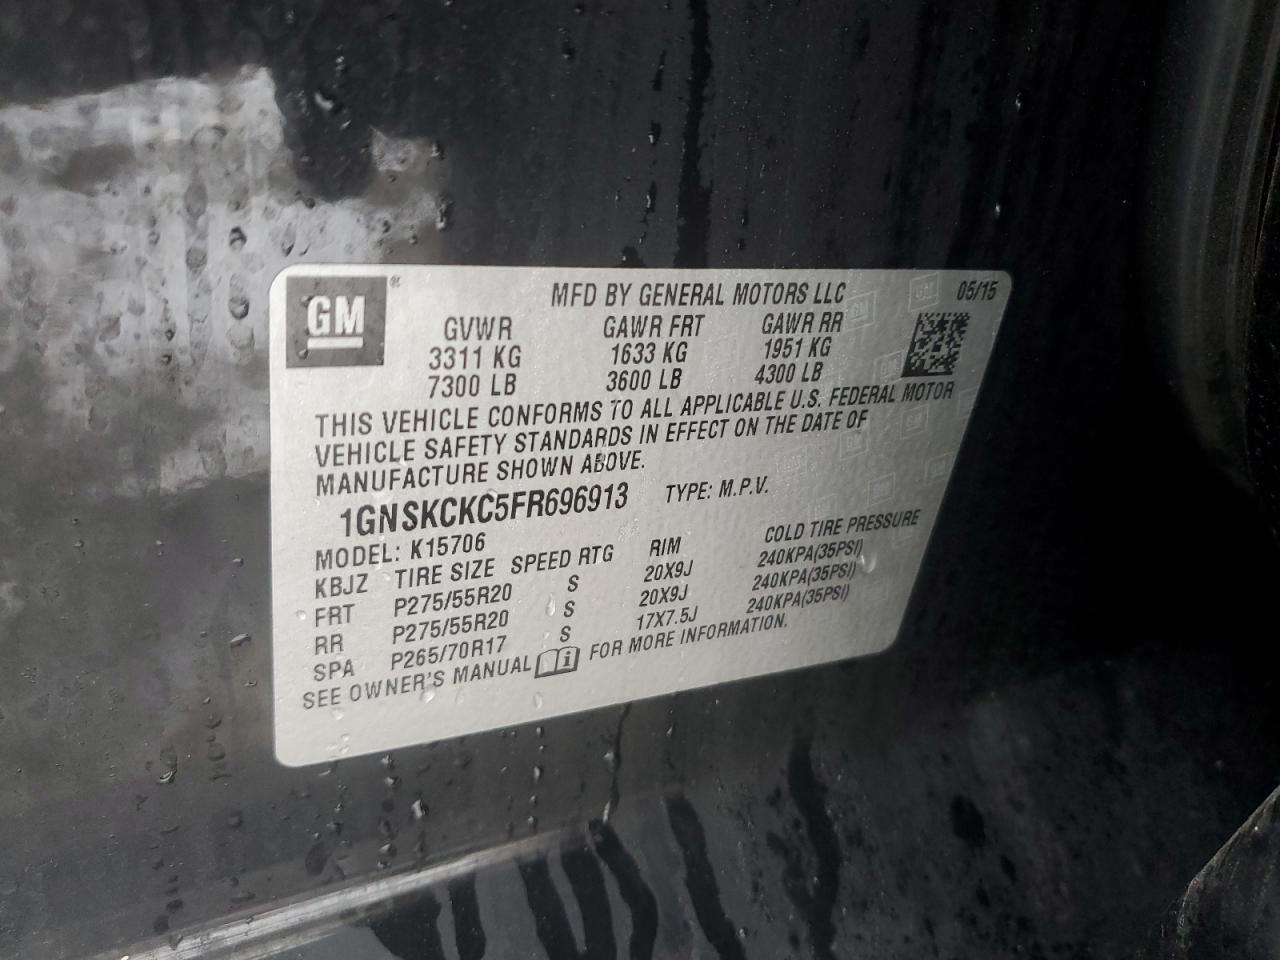 GM ®
MFD BY GENERAL MOTORS LLC 05/15
GVWR GAWR FRT GAWR RR
3311 KG 1633 KG 1951 KG
7300 LB 3600 LB 4300 LB
THIS VEHICLE CONFORMS TO ALL APPLICABLE U.S. FEDERAL MOTOR
VEHICLE SAFETY STANDARDS IN EFFECT ON THE DATE OF
MANUFACTURE SHOWN ABOVE.
1GNSKCKC5FR696913 TYPE: M.P.V.
MODEL: K15706
KBJZ TIRE SIZE SPEED RTG RIM COLD TIRE PRESSURE
FRT P275/55R20 S 20X9J 240KPA(35PSI)
RR P275/55R20 S 20X9J 240KPA(35PSI)
SPA P265/70R17 S 17X7.5J 240KPA(35PSI)
SEE OWNER'S MANUAL FOR MORE INFORMATION.